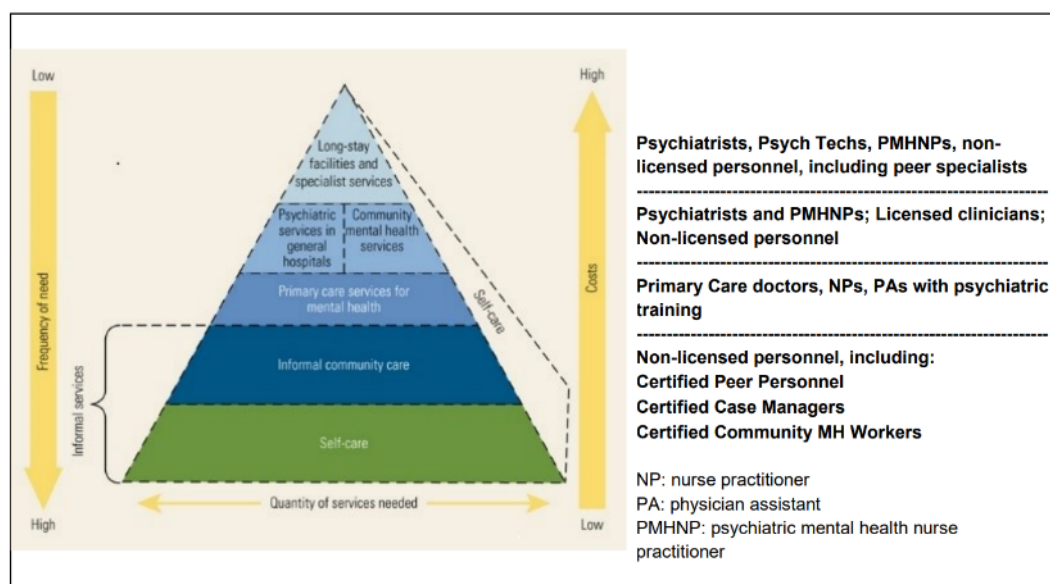 Low
High
Long-stay
facilities and
specialist services
Psychiatric
services in
general
hospitals
Community
mental health
services
Primary care services for
mental health
Self-care
Informal community care
Self-care
Frequency of need
Informal services
Costs
Quantity of services needed
High
Low
Psychiatrists, Psych Techs, PMHNPs, non-
licensed personnel, including peer specialists
Psychiatrists and PMHNPs; Licensed clinicians;
Non-licensed personnel
Primary Care doctors, NPs, PAs with psychiatric
training
Non-licensed personnel, including:
Certified Peer Personnel
Certified Case Managers
Certified Community MH Workers
NP: nurse practitioner
PA: physician assistant
PMHNP: psychiatric mental health nurse
practitioner